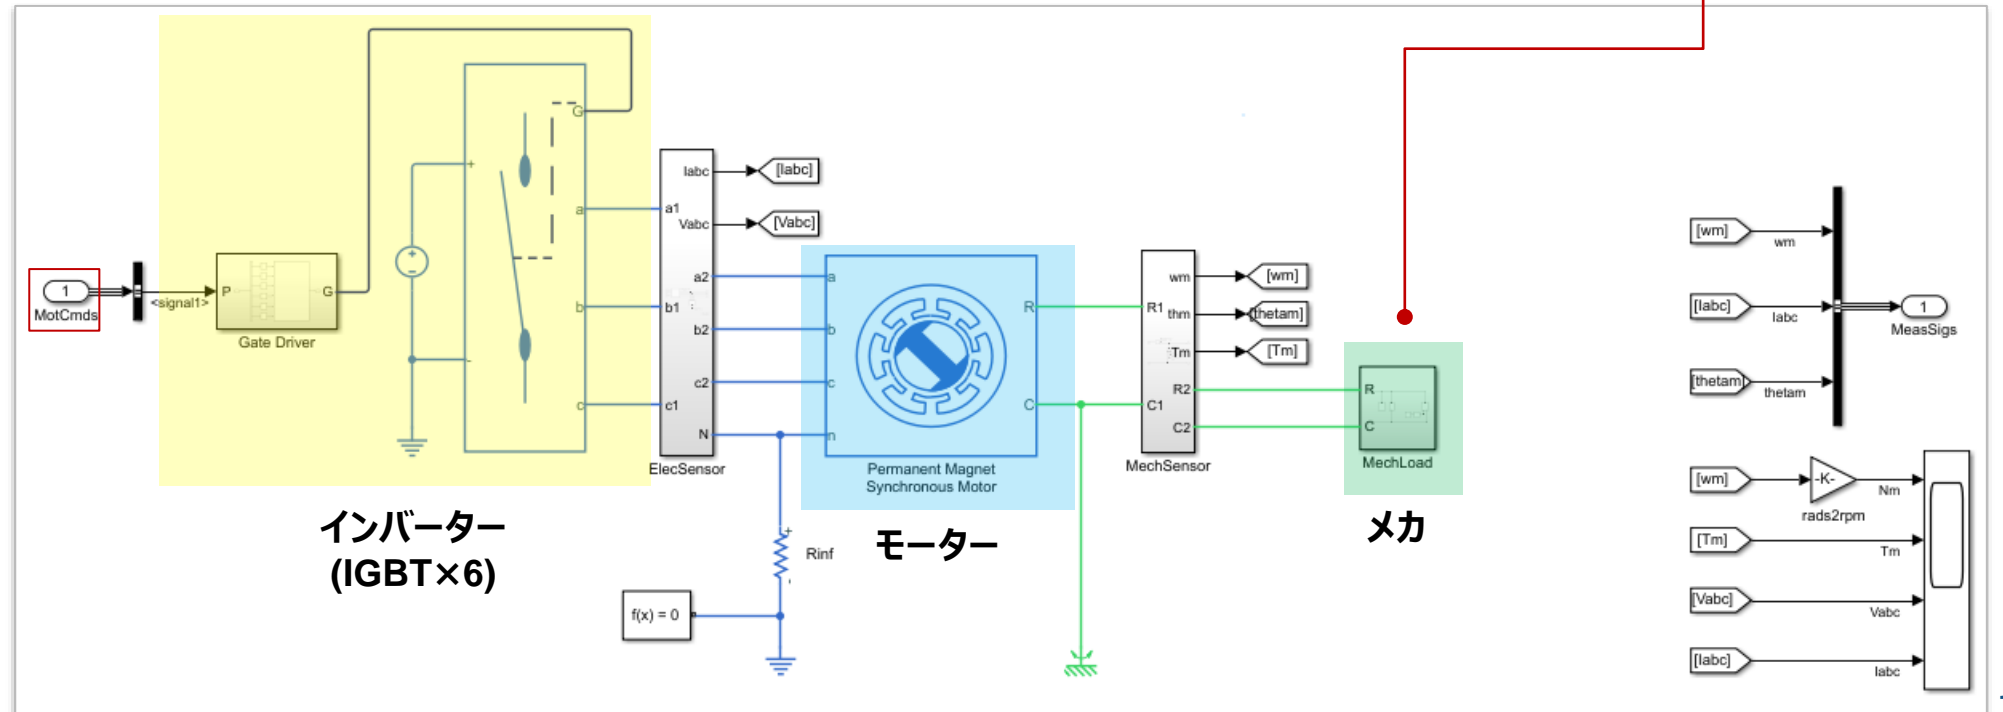 1
MotCmds
<signal1>
P
G
Gate Driver
+
-
+
-
G
a
b
c
インバーター
(IGBT×6)
Iabc
Vabc
a1
a2
b1
b2
c2
c1
N
ElecSensor
[Iabc]
[Vabc]
a
b
c
n
R
C
Permanent Magnet
Synchronous Motor
モーター
+
-
Rinf
f(x) = 0
R1
C1
wm
thm
Tm
R2
C2
MechSensor
[wm]
[thetam]
[Tm]
R
C
MechLoad
メカ
[wm]
wm
[Iabc]
Iabc
[thetam]
thetam
1
MeasSigs
[wm]
-K-
rads2rpm
Nm
[Tm]
Tm
[Vabc]
Vabc
[Iabc]
Iabc